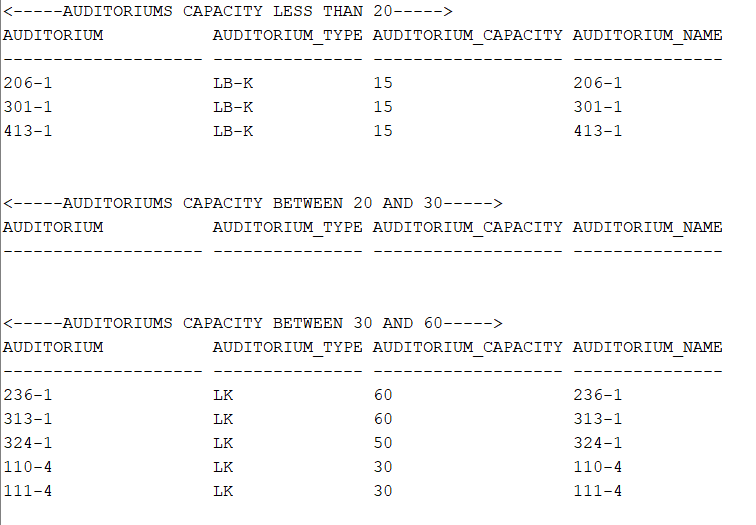 <-----AUDITORIUMS CAPACITY LESS THAN 20----->
AUDITORIUM           AUDITORIUM_TYPE AUDITORIUM_CAPACITY AUDITORIUM_NAME
-------------------- --------------- ------------------- ---------------
206-1                LB-K            15                  206-1
301-1                LB-K            15                  301-1
413-1                LB-K            15                  413-1
<-----AUDITORIUMS CAPACITY BETWEEN 20 AND 30----->
AUDITORIUM           AUDITORIUM_TYPE AUDITORIUM_CAPACITY AUDITORIUM_NAME
-------------------- --------------- ------------------- ---------------
<-----AUDITORIUMS CAPACITY BETWEEN 30 AND 60----->
AUDITORIUM           AUDITORIUM_TYPE AUDITORIUM_CAPACITY AUDITORIUM_NAME
-------------------- --------------- ------------------- ---------------
236-1                LK              60                  236-1
313-1                LK              60                  313-1
324-1                LK              50                  324-1
110-4                LK              30                  110-4
111-4                LK              30                  111-4